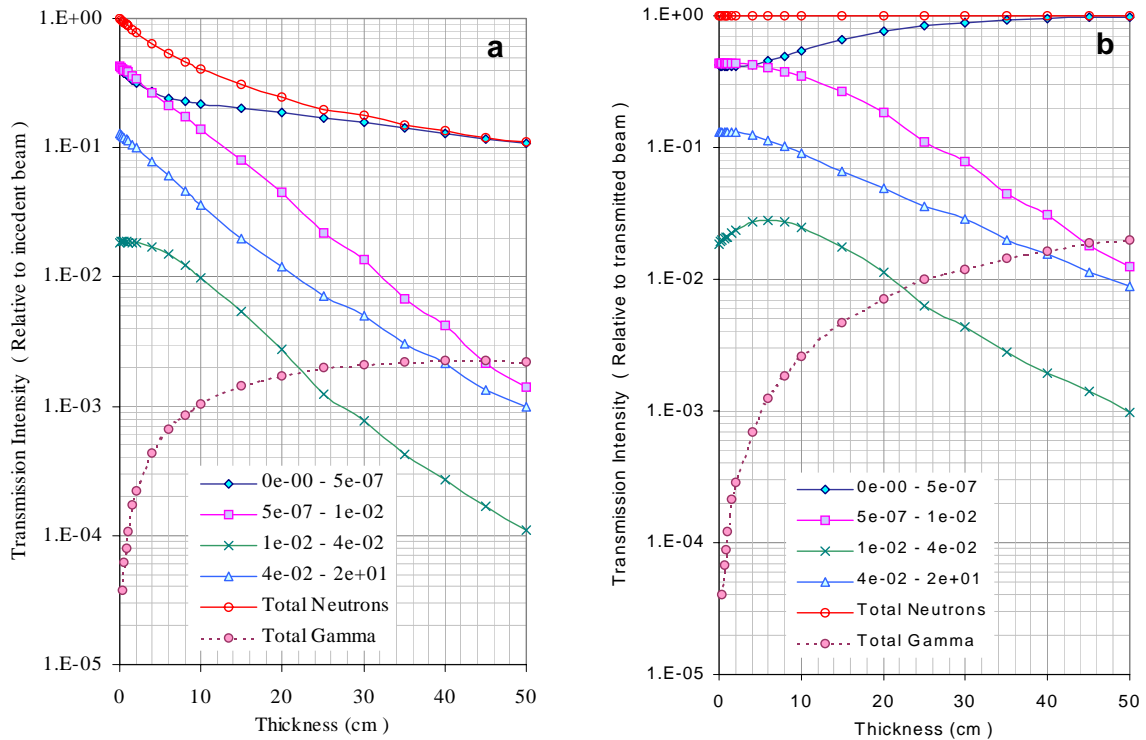 a
Transmission Intensity ( Relative to incedent beam)
1.E+00
1.E-01
1.E-02
1.E-03
1.E-04
1.E-05
0e-00 - 5e-07
5e-07 - 1e-02
1e-02 - 4e-02
4e-02 - 2e+01
Total Neutrons
Total Gamma
0 10 20 30 40 50
Thickness (cm )
b
Transmission Intensity ( Relative to transmitted beam)
1.E+00
1.E-01
1.E-02
1.E-03
1.E-04
1.E-05
0e-00 - 5e-07
5e-07 - 1e-02
1e-02 - 4e-02
4e-02 - 2e+01
Total Neutrons
Total Gamma
0 10 20 30 40 50
Thickness (cm )